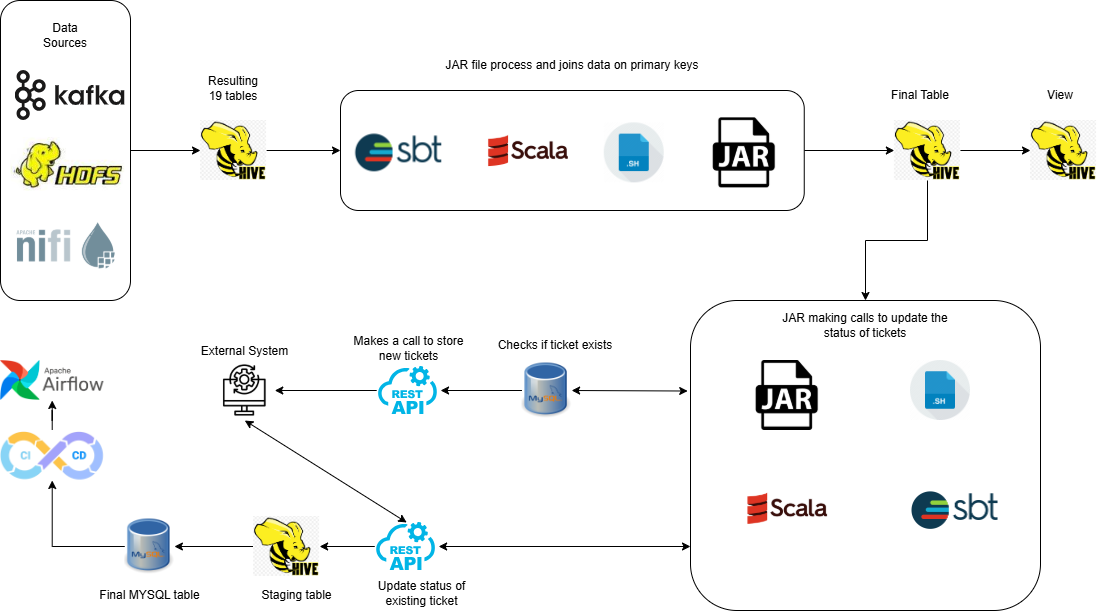 Data
Sources
kafka
HDFS
APACHE
nifi
Resulting
19 tables
HIVE
JAR file process and joins data on primary keys
sbt
Scala
.SH
JAR
Final Table
HIVE
View
HIVE
JAR making calls to update the
status of tickets
JAR
.SH
Scala
sbt
Checks if ticket exists
MySQL
Makes a call to store
new tickets
REST
API
External System
Apache
Airflow
CI
CD
MySQL
Final MYSQL table
HIVE
Staging table
REST
API
Update status of
existing ticket